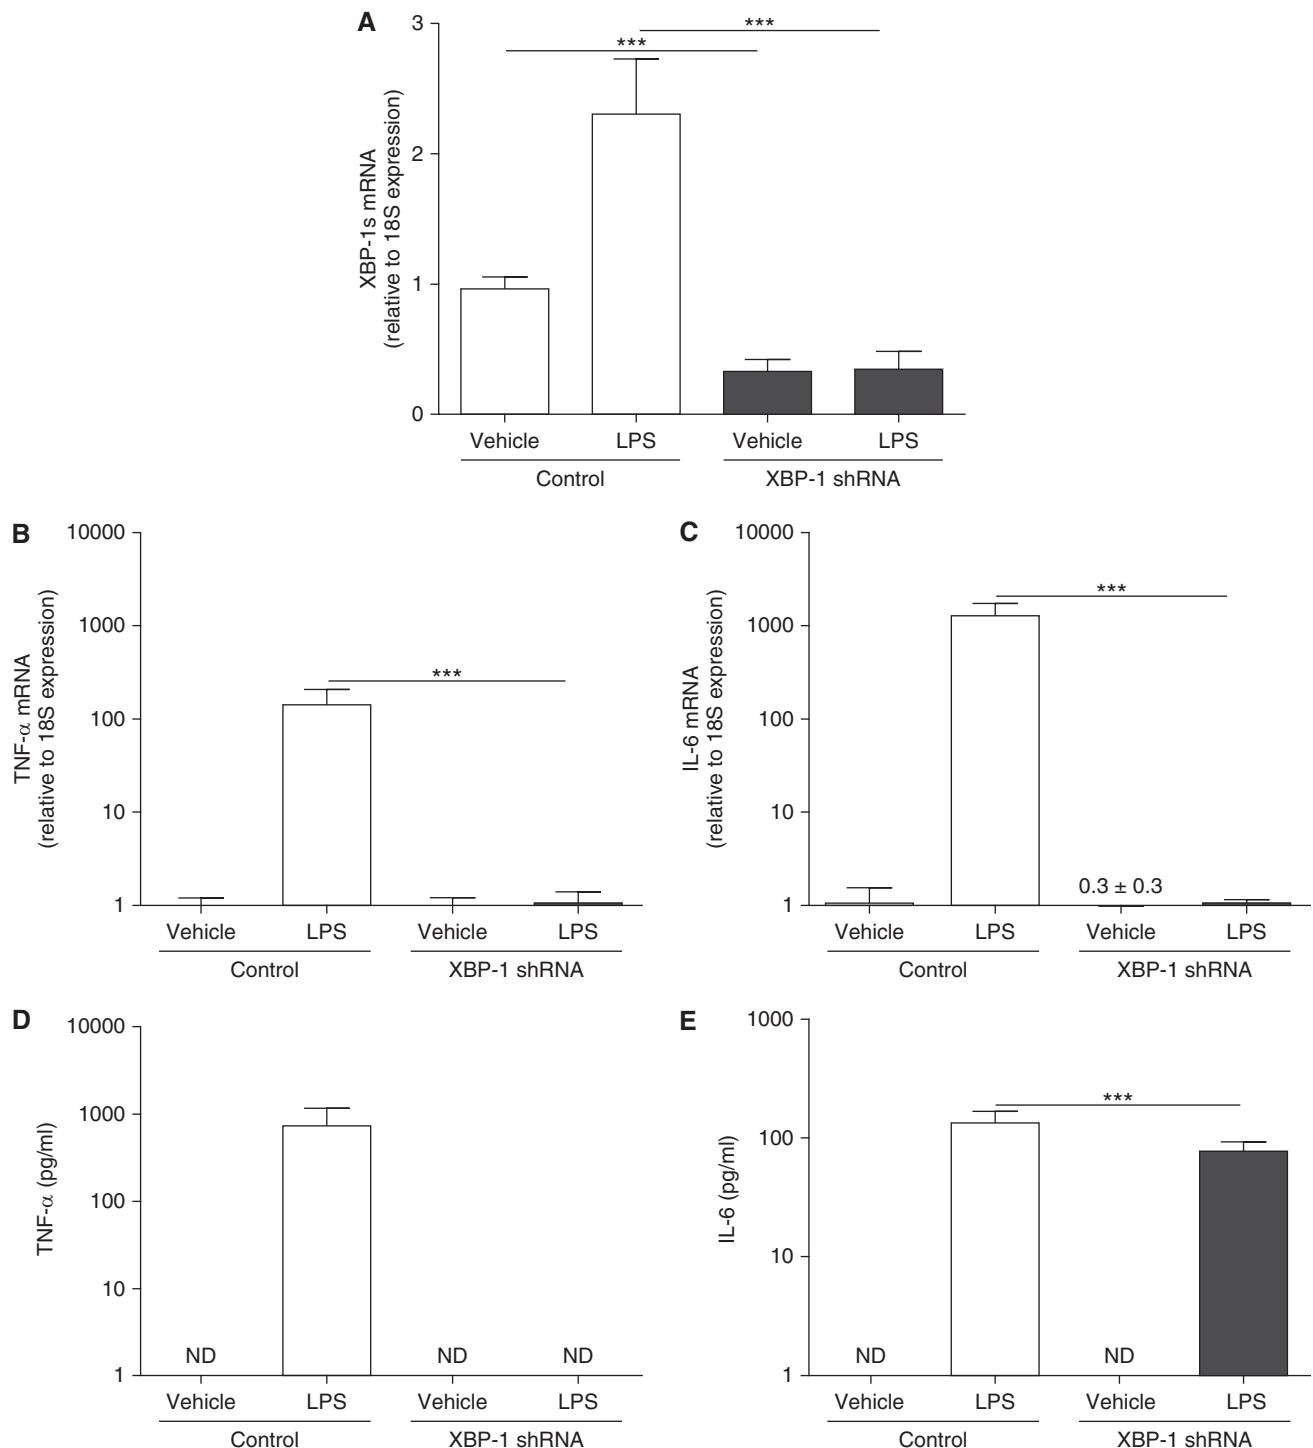 A
XBP-1s mRNA
(relative to 18S expression)
3
2
1
0
***
***
Vehicle
LPS
Vehicle
LPS
Control
XBP-1 shRNA
B
TNF-α mRNA
(relative to 18S expression)
10000
1000
100
10
1
***
Vehicle
LPS
Vehicle
LPS
Control
XBP-1 shRNA
C
IL-6 mRNA
(relative to 18S expression)
10000
1000
100
10
1
***
0.3 ± 0.3
Vehicle
LPS
Vehicle
LPS
Control
XBP-1 shRNA
D
TNF-α (pg/ml)
10000
1000
100
10
1
ND
ND
ND
Vehicle
LPS
Vehicle
LPS
Control
XBP-1 shRNA
E
IL-6 (pg/ml)
1000
100
10
1
***
ND
ND
Vehicle
LPS
Vehicle
LPS
Control
XBP-1 shRNA